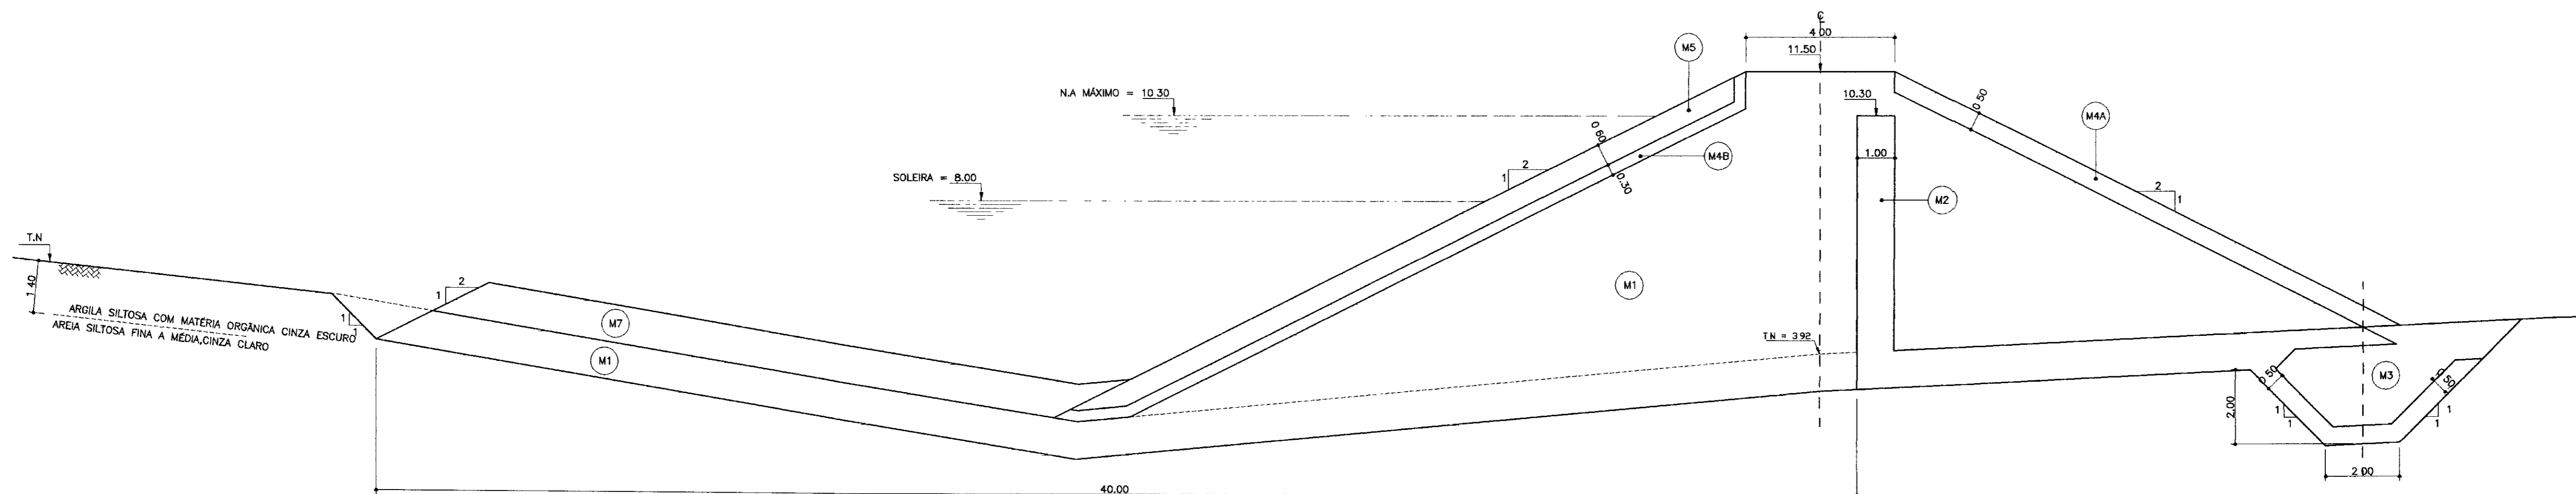 ℄
4.00
11.50
M5
N.A MÁXIMO = 10.30
10.30
0.50
M4A
0.60
M4B
0.30
1.00
2
1
SOLEIRA = 8.00
2
1
M2
T.N
1.40
2
1
M1
ARGILA SILTOSA COM MATÉRIA ORGÂNICA CINZA ESCURO
AREIA SILTOSA FINA A MÉDIA,CINZA CLARO
1
1
M7
M1
T.N = 3.92
0.50
M3
0.50
2.00
1
1
1
1
2.00
40.00